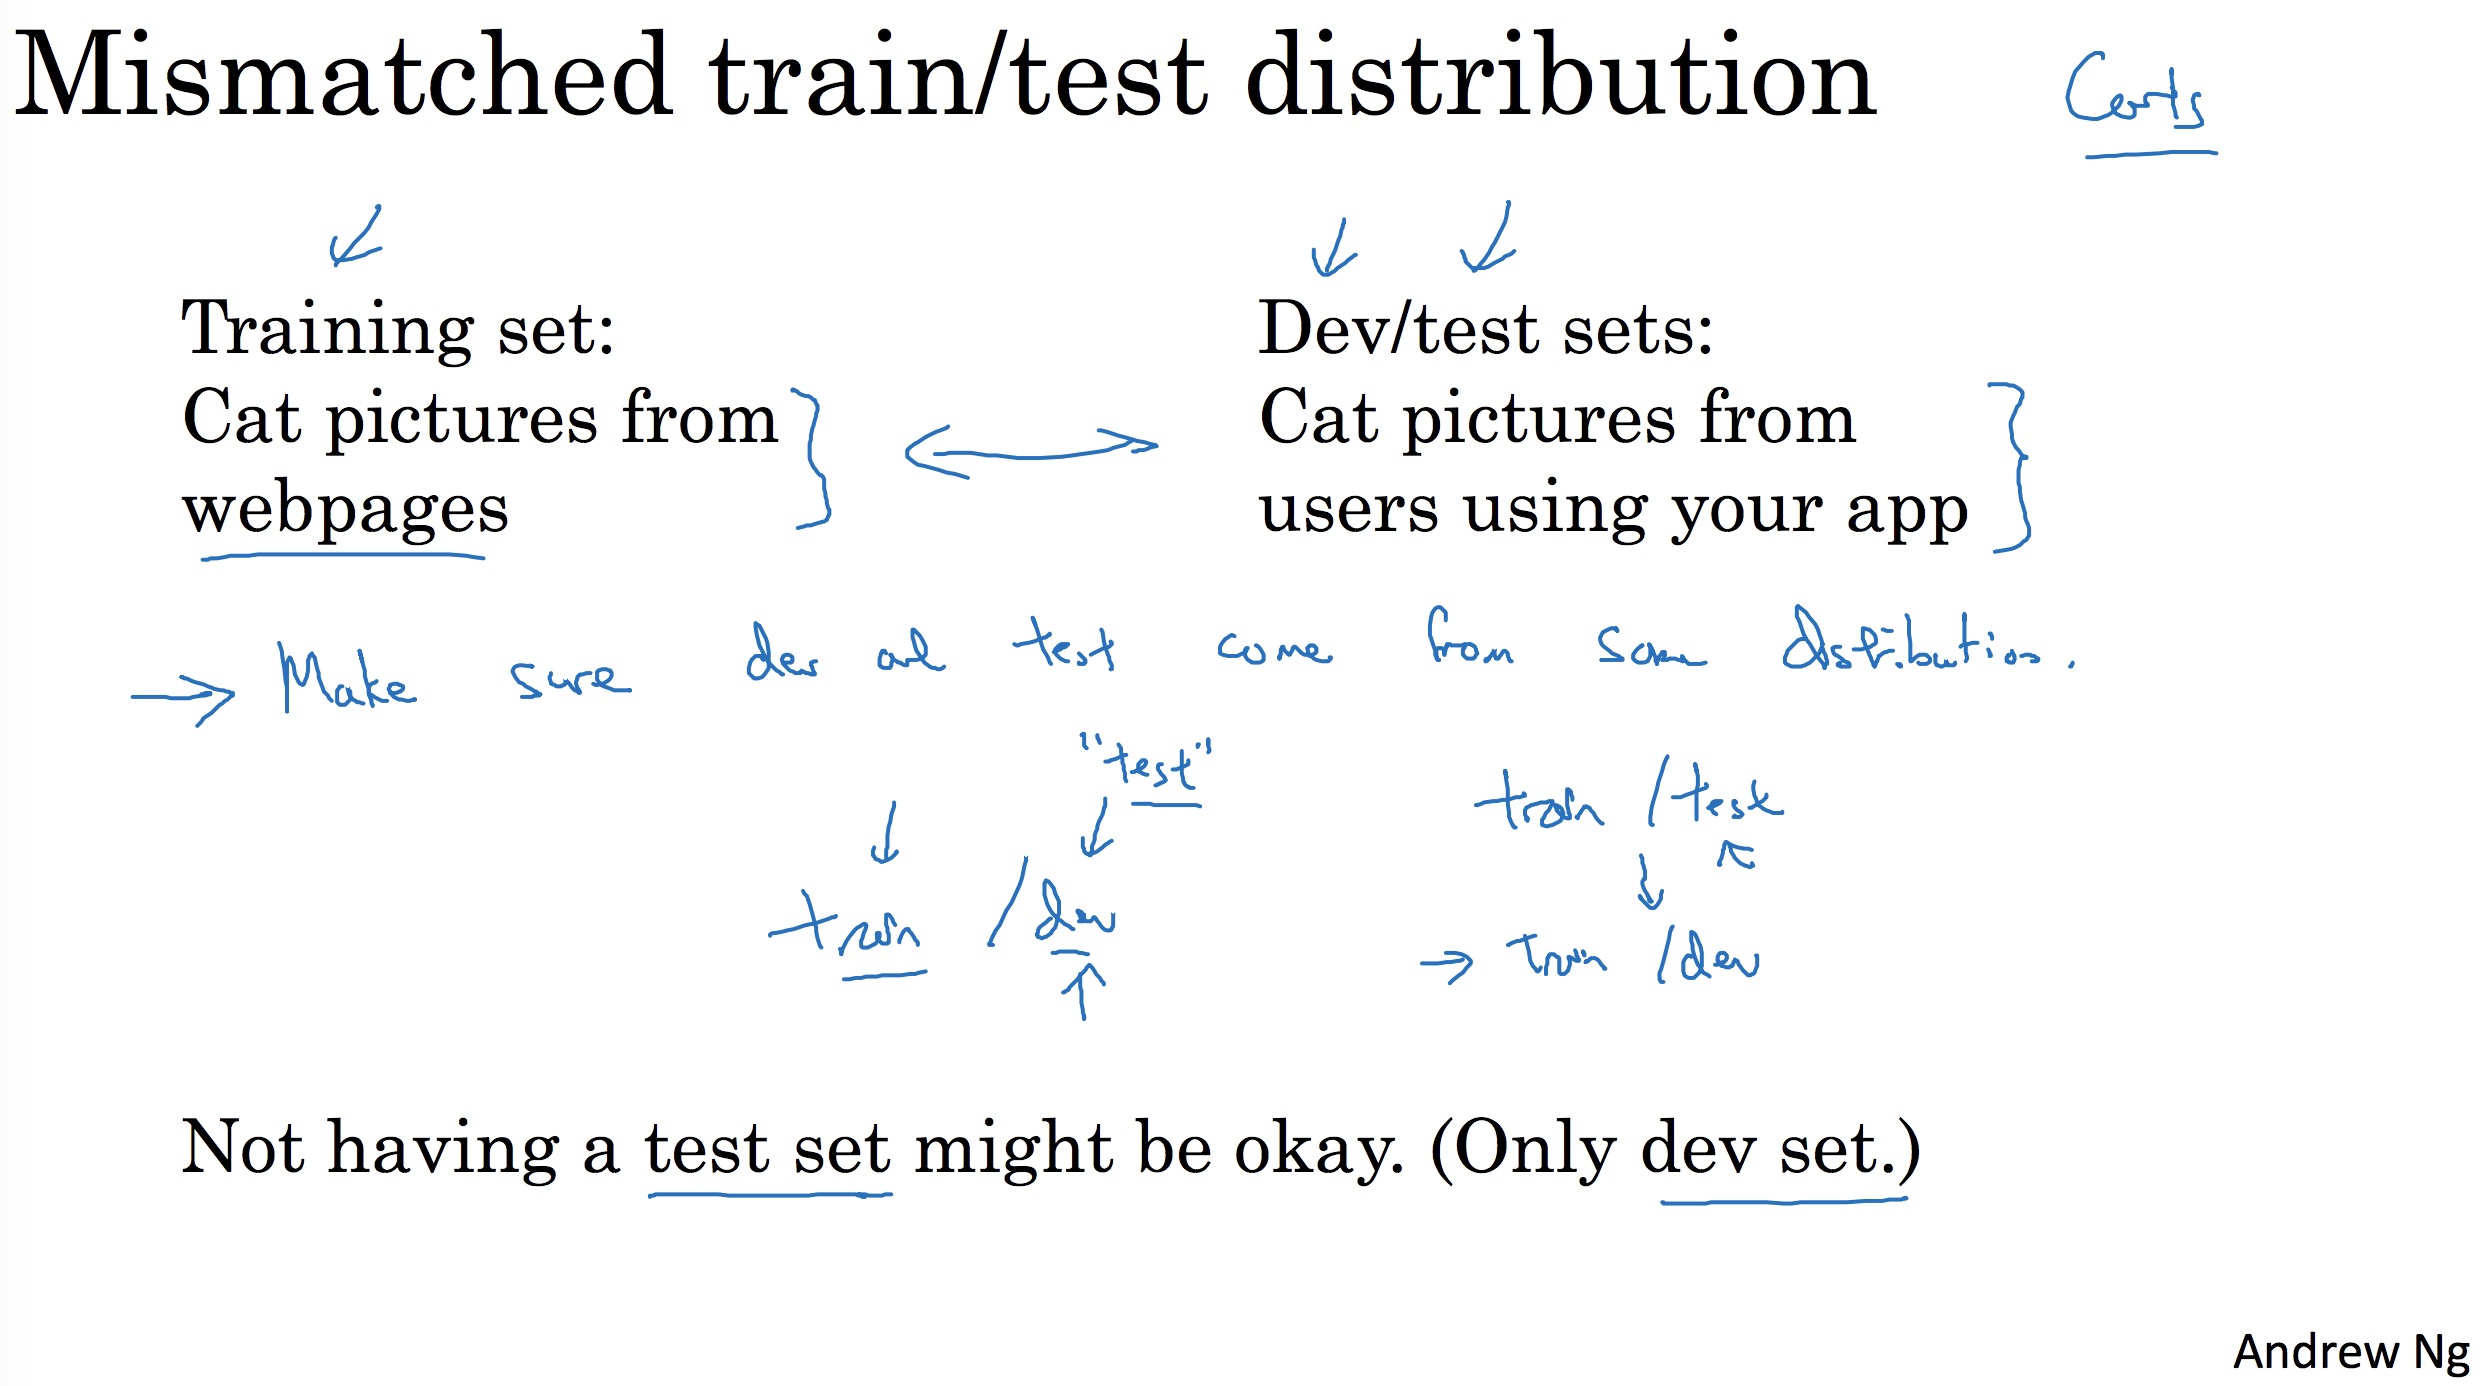 Mismatched train/test distribution
Training set:
Cat pictures from
webpages
Dev/test sets:
Cat pictures from
users using your app
→ Make sure dev and test come from same distribution.
"test"
train / dev
train / test
→ train / dev
Not having a test set might be okay. (Only dev set.)
Andrew Ng